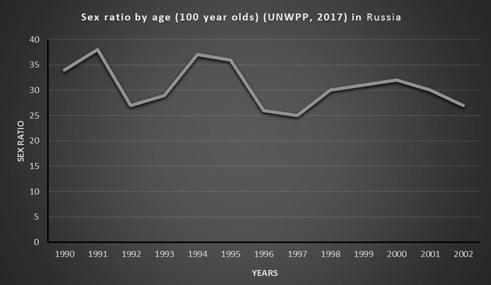 Sex ratio by age (100 year olds) (UNWPP, 2017) in Russia
40
35
30
25
20
15
10
5
0
SEX RATIO
1990 1991 1992 1993 1994 1995 1996 1997 1998 1999 2000 2001 2002
YEARS